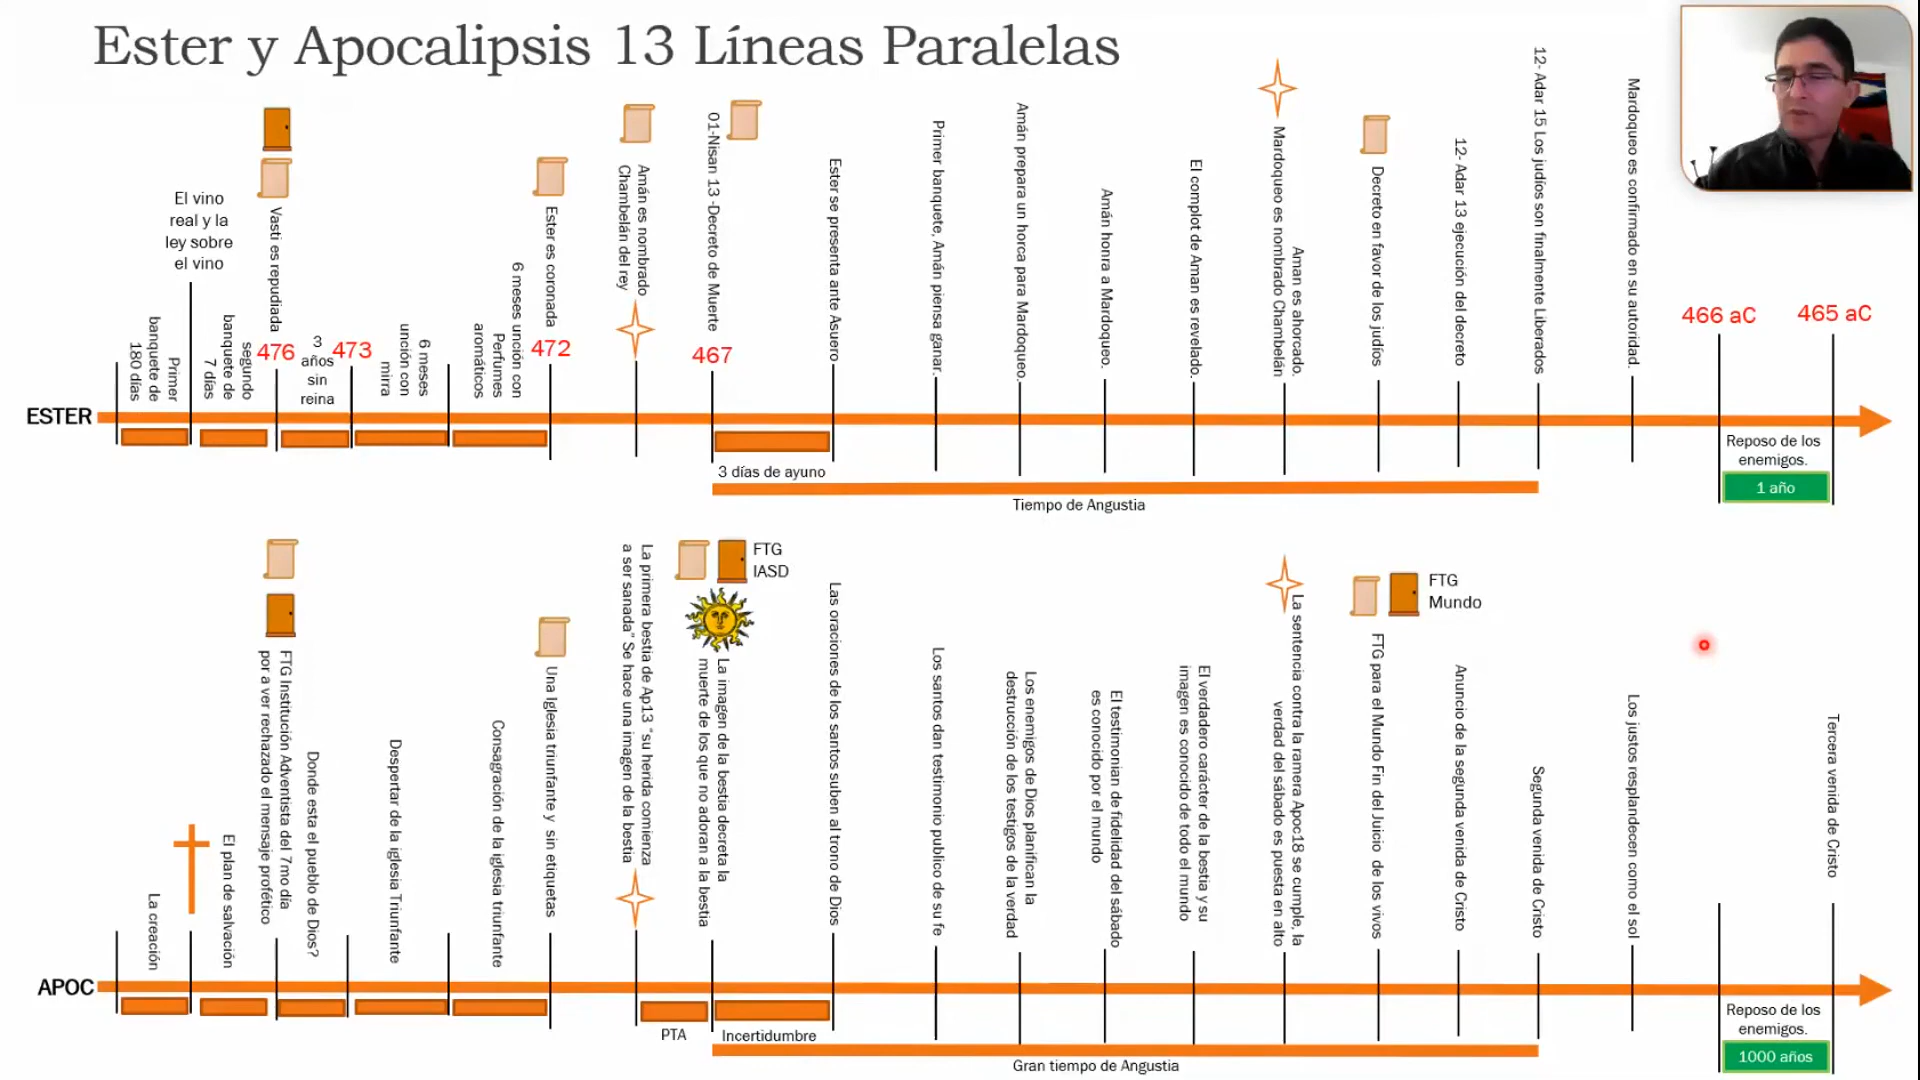 Ester y Apocalipsis 13 Líneas Paralelas
Primer
banquete de
180 días
El vino
real y la
ley sobre
el vino
segundo
banquete de
7 días
Vasti es repudiada
476
3
años
sin
reina
473
6 meses
unción con
mirra
6 meses unción con
Perfumes
aromáticos
Ester es coronada
472
Amán es nombrado
Chambelán del rey
01-Nisan 13 -Decreto de Muerte
467
Ester se presenta ante Asuero
Primer banquete, Amán piensa ganar.
Amán prepara un horca para Mardoqueo.
Amán honra a Mardoqueo.
El complot de Aman es revelado.
Aman es ahorcado.
Mardoqueo es nombrado Chambelán
Decreto en favor de los judíos
12- Adar 13 ejecución del decreto
12- Adar 15 Los judíos son finalmente Liberados
Mardoqueo es confirmado en su autoridad.
466 aC
465 aC
ESTER
3 días de ayuno
Tiempo de Angustia
Reposo de los
enemigos.
1 año
La creación
El plan de salvación
FTG Institución Adventista del 7mo día
por a ver rechazado el mensaje profético
Donde esta el pueblo de Dios?
Despertar de la iglesia Triunfante
Consagración de la iglesia triunfante
Una Iglesia triunfante y sin etiquetas
La primera bestia de Ap13 "su herida comienza
a ser sanada" Se hace una imagen de la bestia
FTG
IASD
La imagen de la bestia decreta la
muerte de los que no adoran a la bestia
Las oraciones de los santos suben al trono de Dios
Los santos dan testimonio publico de su fe
Los enemigos de Dios planifican la
destrucción de los testigos de la verdad
El testimonian de fidelidad del sábado
es conocido por el mundo
El verdadero carácter de la bestia y su
imagen es conocido de todo el mundo
La sentencia contra la ramera Apoc18 se cumple, la
verdad del sábado es puesta en alto
FTG
Mundo
FTG para el Mundo Fin del Juicio de los vivos
Anuncio de la segunda venida de Cristo
Segunda venida de Cristo
Los justos resplandecen como el sol
Tercera venida de Cristo
APOC
PTA
Incertidumbre
Gran tiempo de Angustia
Reposo de los
enemigos.
1000 años